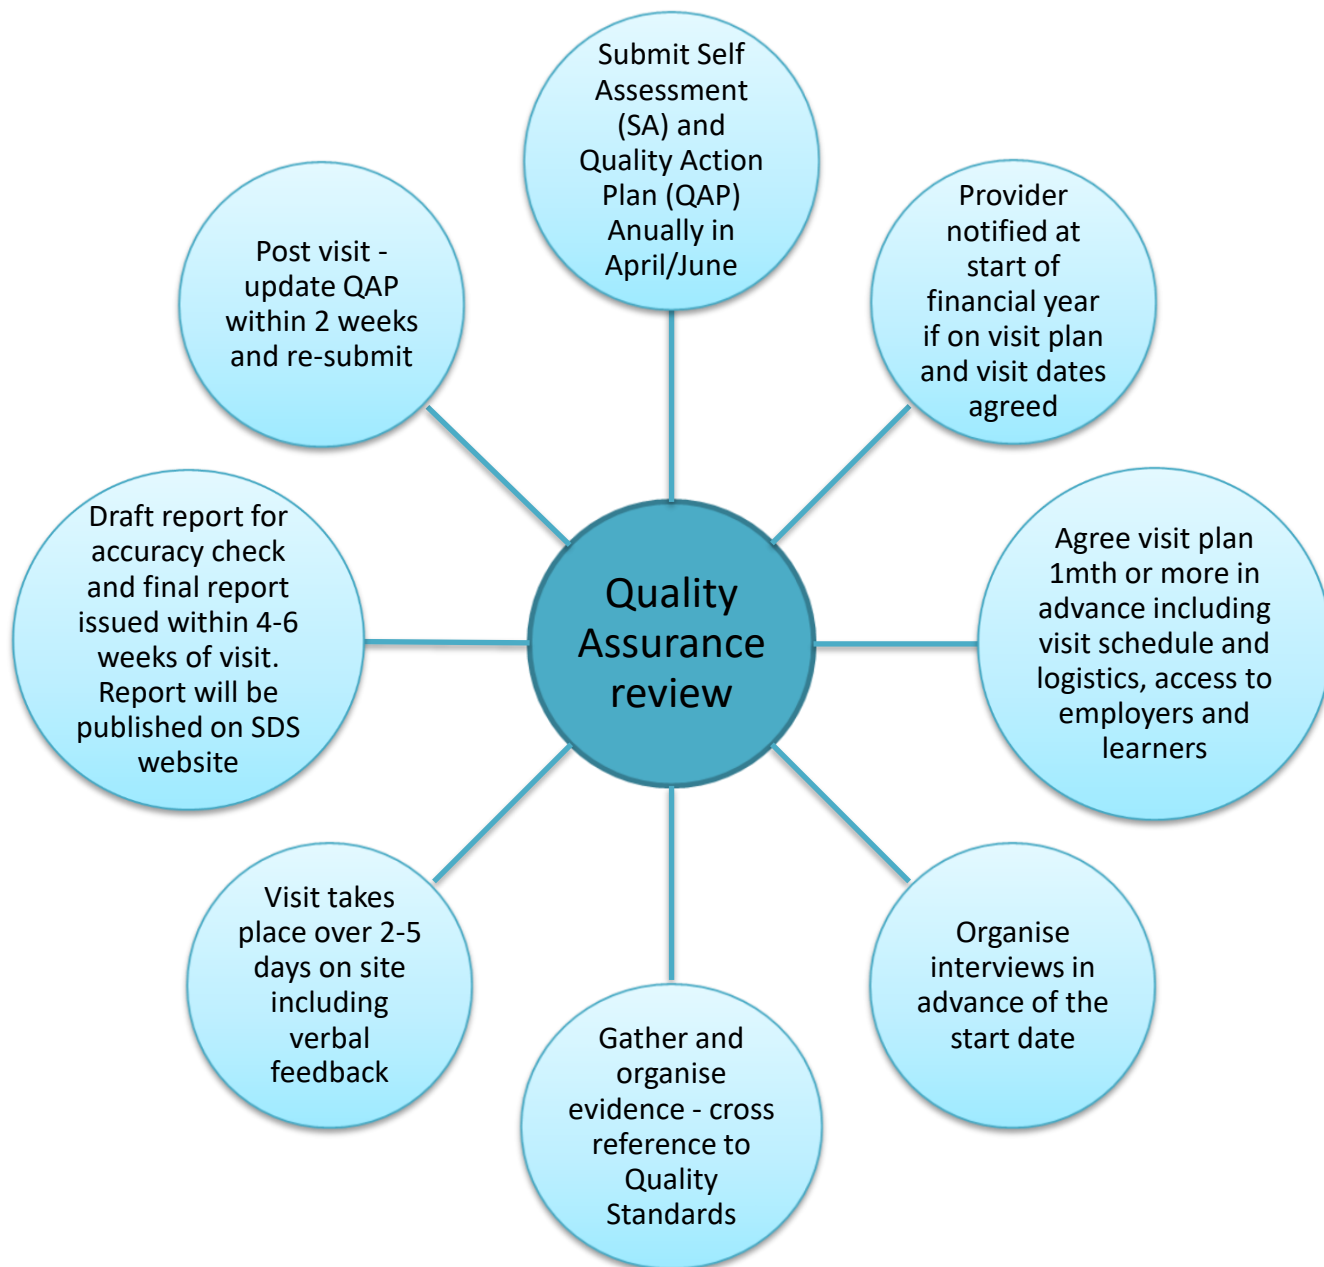 Submit Self
Assessment
(SA) and
Quality Action
Plan (QAP)
Anually in
April/June
Provider
notified at
start of
financial year
if on visit plan
and visit dates
agreed
Agree visit plan
1mth or more in
advance including
visit schedule and
logistics, access to
employers and
learners
Organise
interviews in
advance of the
start date
Gather and
organise
evidence - cross
reference to
Quality
Standards
Visit takes
place over 2-5
days on site
including
verbal
feedback
Draft report for
accuracy check
and final report
issued within 4-6
weeks of visit.
Report will be
published on SDS
website
Post visit -
update QAP
within 2 weeks
and re-submit
Quality
Assurance
review